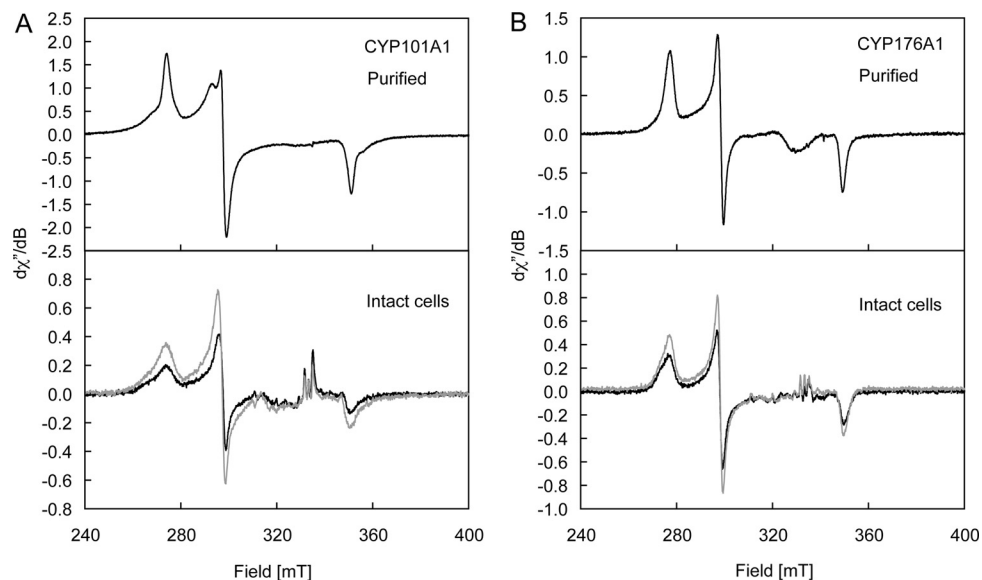 A
CYP101A1
Purified
2.5
2.0
1.5
1.0
0.5
0.0
-0.5
-1.0
-1.5
-2.0
-2.5
dχ"/dB
Intact cells
0.8
0.6
0.4
0.2
0.0
-0.2
-0.4
-0.6
-0.8
240 280 320 360 400
Field [mT]
B
CYP176A1
Purified
1.5
1.0
0.5
0.0
-0.5
-1.0
-1.5
dχ"/dB
Intact cells
1.0
0.8
0.6
0.4
0.2
0.0
-0.2
-0.4
-0.6
-0.8
-1.0
240 280 320 360 400
Field [mT]